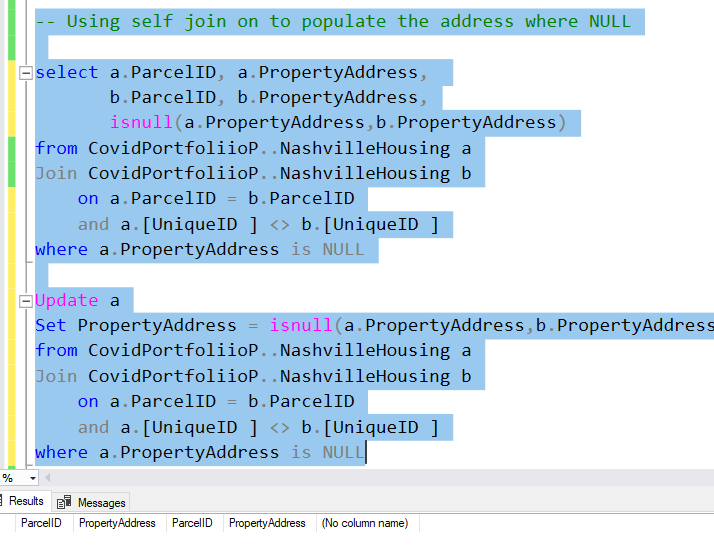 -- Using self join on to populate the address where NULL
select a.ParcelID, a.PropertyAddress,
b.ParcelID, b.PropertyAddress,
isnull(a.PropertyAddress,b.PropertyAddress)
from CovidPortfoliioP..NashvilleHousing a
Join CovidPortfoliioP..NashvilleHousing b
on a.ParcelID = b.ParcelID
and a.[UniqueID ] <> b.[UniqueID ]
where a.PropertyAddress is NULL
Update a
Set PropertyAddress = isnull(a.PropertyAddress,b.PropertyAddress
from CovidPortfoliioP..NashvilleHousing a
Join CovidPortfoliioP..NashvilleHousing b
on a.ParcelID = b.ParcelID
and a.[UniqueID ] <> b.[UniqueID ]
where a.PropertyAddress is NULL
%
Results Messages
ParcelID PropertyAddress ParcelID PropertyAddress (No column name)